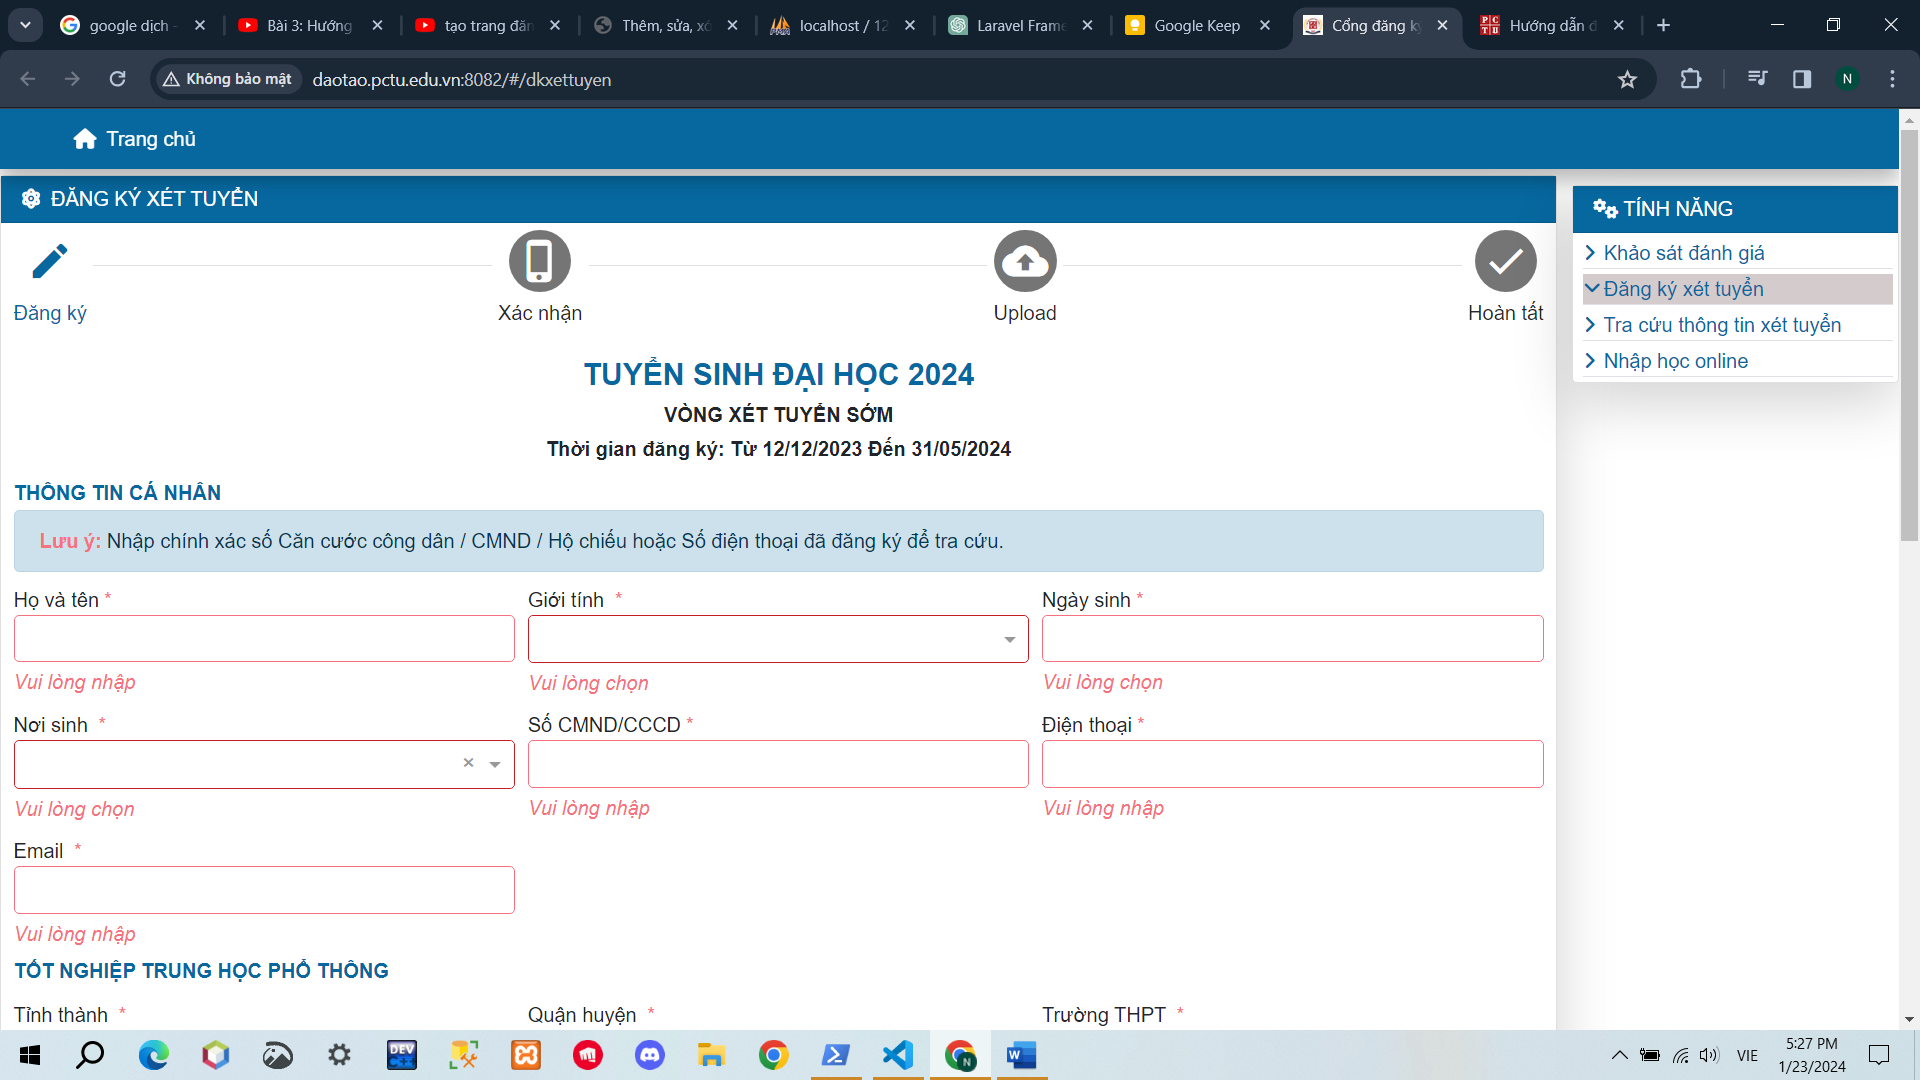 google dịch -
Bài 3: Hướng
tạo trang đăn
Thêm, sửa, xó
localhost / 12
Laravel Frame
Google Keep
Cổng đăng ký
Hướng dẫn đ
Không bảo mật
daotao.pctu.edu.vn:8082/#/dkxettuyen
N
Trang chủ
ĐĂNG KÝ XÉT TUYỂN
Đăng ký
Xác nhận
Upload
Hoàn tất
TUYỂN SINH ĐẠI HỌC 2024
VÒNG XÉT TUYỂN SỚM
Thời gian đăng ký: Từ 12/12/2023 Đến 31/05/2024
THÔNG TIN CÁ NHÂN
Lưu ý: Nhập chính xác số Căn cước công dân / CMND / Hộ chiếu hoặc Số điện thoại đã đăng ký để tra cứu.
Họ và tên *
Giới tính *
Ngày sinh *
Vui lòng nhập
Vui lòng chọn
Vui lòng chọn
Nơi sinh *
Số CMND/CCCD *
Điện thoại *
Vui lòng chọn
Vui lòng nhập
Vui lòng nhập
Email *
Vui lòng nhập
TỐT NGHIỆP TRUNG HỌC PHỔ THÔNG
Tỉnh thành *
Quận huyện *
Trường THPT *
TÍNH NĂNG
Khảo sát đánh giá
Đăng ký xét tuyển
Tra cứu thông tin xét tuyển
Nhập học online
DEV
VIE
5:27 PM
1/23/2024